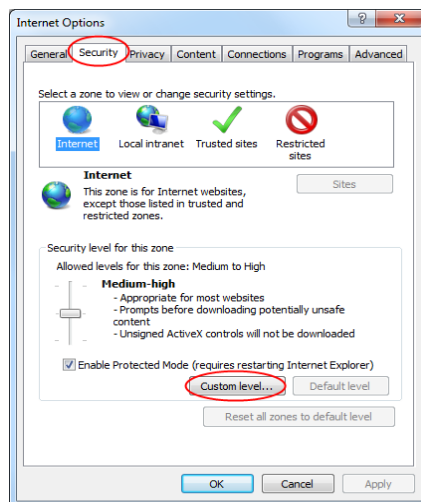 Internet Options
?
x
General Security Privacy Content Connections Programs Advanced
Select a zone to view or change security settings.
Internet Local intranet Trusted sites Restricted
sites
Internet
This zone is for Internet websites,
except those listed in trusted and
restricted zones.
Sites
Security level for this zone
Allowed levels for this zone: Medium to High
Medium-high
- Appropriate for most websites
- Prompts before downloading potentially unsafe
content
- Unsigned ActiveX controls will not be downloaded
Enable Protected Mode (requires restarting Internet Explorer)
Custom level... Default level
Reset all zones to default level
OK Cancel Apply